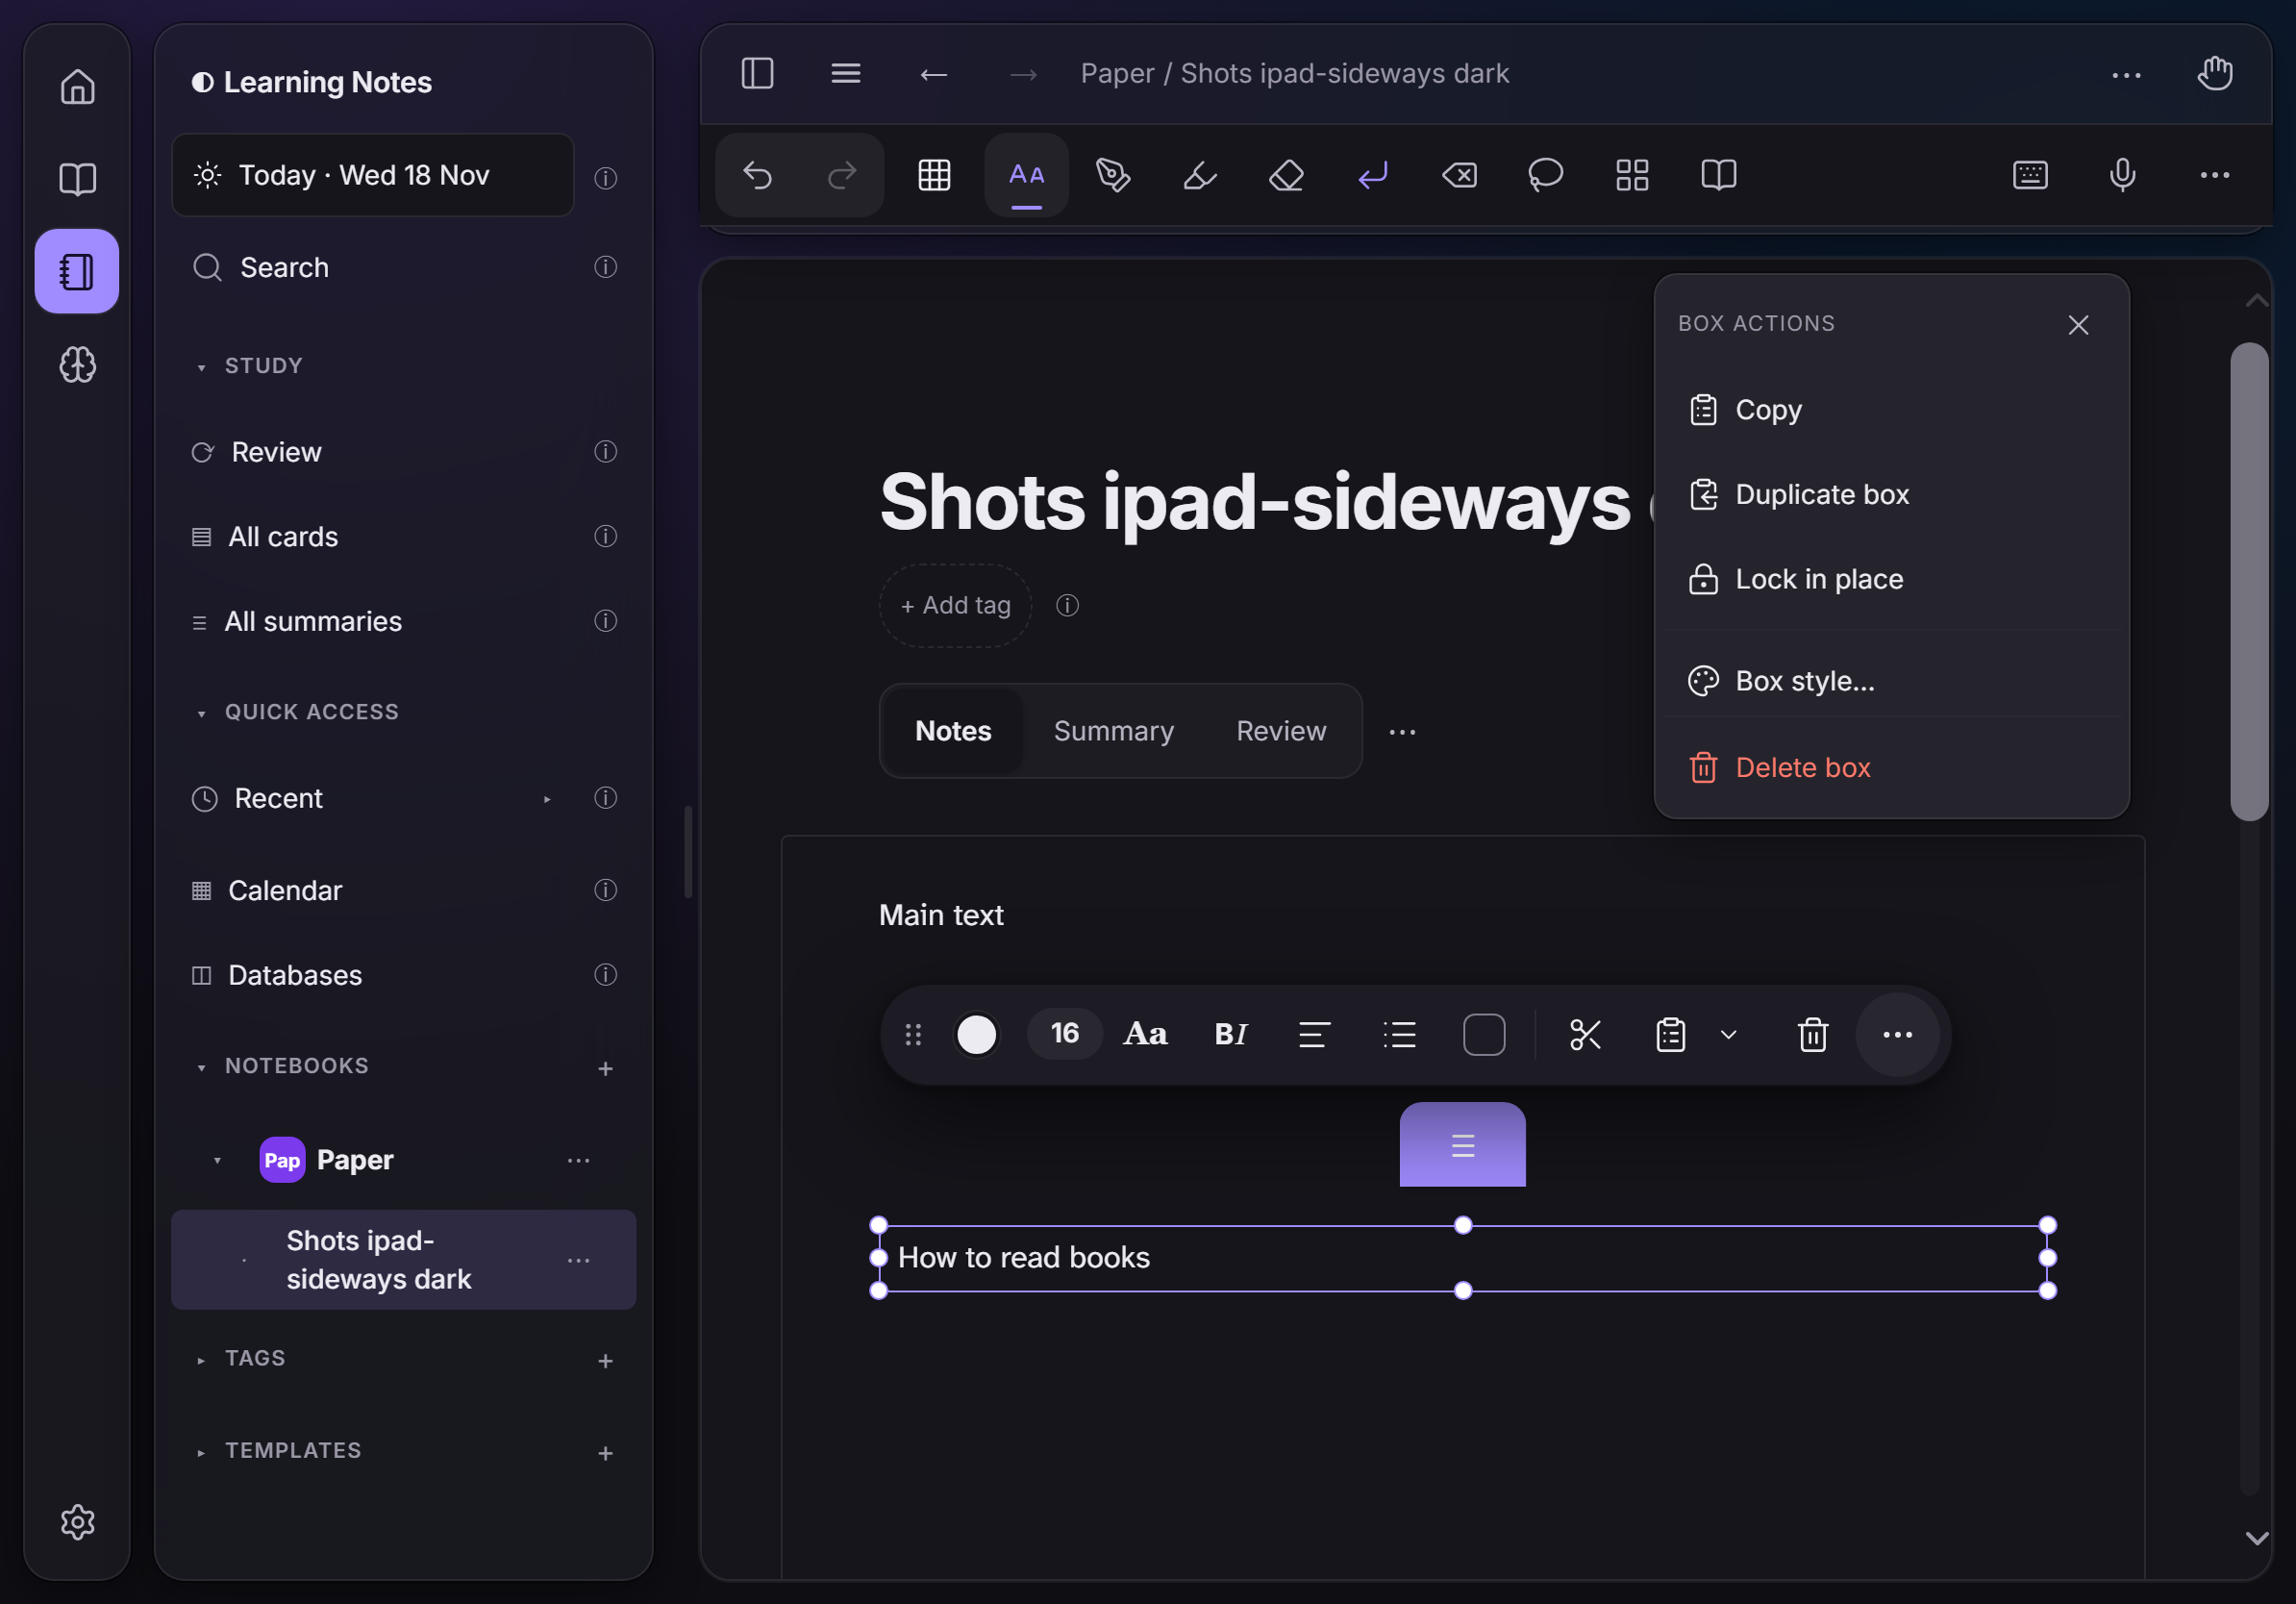 Learning Notes
Today · Wed 18 Nov
Search
STUDY
Review
All cards
All summaries
QUICK ACCESS
Recent
Calendar
Databases
NOTEBOOKS
Pap Paper
Shots ipad-
sideways dark
TAGS
TEMPLATES
Paper / Shots ipad-sideways dark
AA
Shots ipad-sideways
+ Add tag
Notes Summary Review
BOX ACTIONS
Copy
Duplicate box
Lock in place
Box style...
Delete box
Main text
16 Aa BI
How to read books